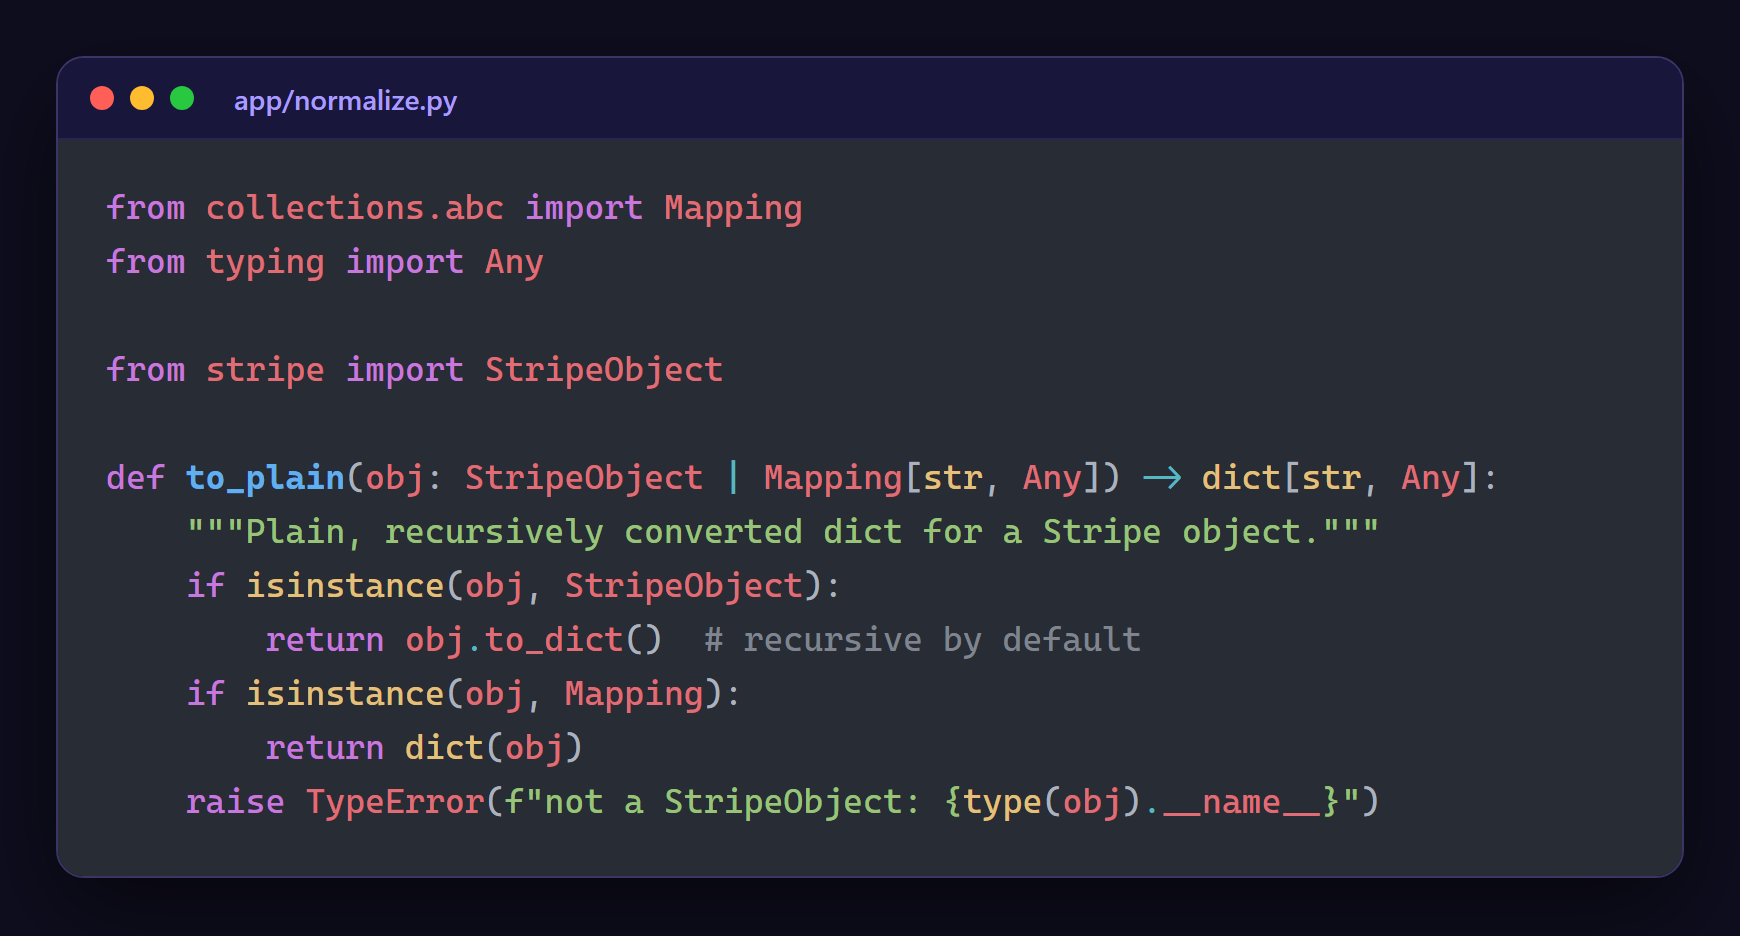 app/normalize.py
from collections.abc import Mapping
from typing import Any
from stripe import StripeObject
def to_plain(obj: StripeObject | Mapping[str, Any]) -> dict[str, Any]:
    """Plain, recursively converted dict for a Stripe object."""
    if isinstance(obj, StripeObject):
        return obj.to_dict()  # recursive by default
    if isinstance(obj, Mapping):
        return dict(obj)
    raise TypeError(f"not a StripeObject: {type(obj).__name__}")